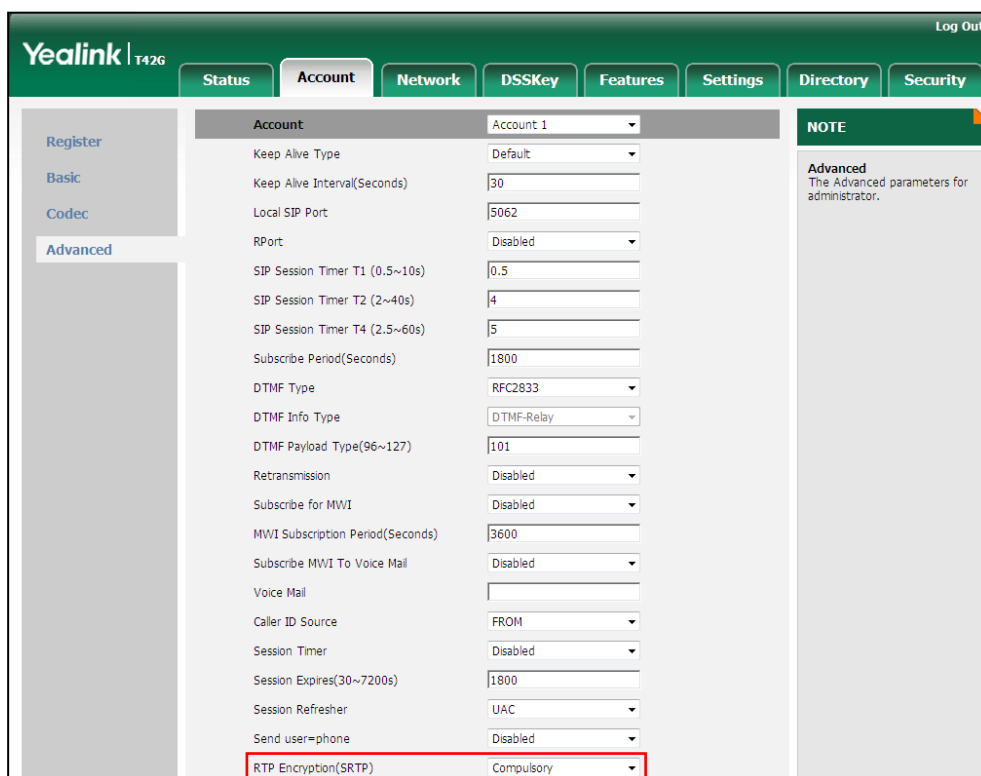 Log Out
Yealink | T42G
Status Account Network DSSKey Features Settings Directory Security
Register
Basic
Codec
Advanced
Account Account 1
Keep Alive Type Default
Keep Alive Interval(Seconds) 30
Local SIP Port 5062
RPort Disabled
SIP Session Timer T1 (0.5~10s) 0.5
SIP Session Timer T2 (2~40s) 4
SIP Session Timer T4 (2.5~60s) 5
Subscribe Period(Seconds) 1800
DTMF Type RFC2833
DTMF Info Type DTMF-Relay
DTMF Payload Type(96~127) 101
Retransmission Disabled
Subscribe for MWI Disabled
MWI Subscription Period(Seconds) 3600
Subscribe MWI To Voice Mail Disabled
Voice Mail
Caller ID Source FROM
Session Timer Disabled
Session Expires(30~7200s) 1800
Session Refresher UAC
Send user=phone Disabled
RTP Encryption(SRTP) Compulsory
NOTE
Advanced
The Advanced parameters for
administrator.